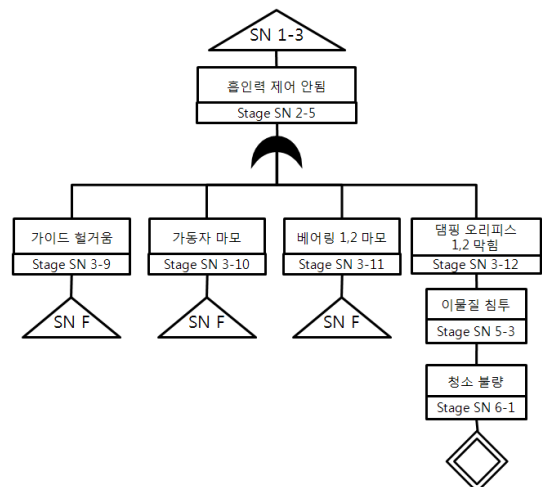 SN 1-3
흡인력 제어 안됨
Stage SN 2-5
가이드 헐거움
Stage SN 3-9
SN F
가동자 마모
Stage SN 3-10
SN F
베어링 1,2 마모
Stage SN 3-11
SN F
댐핑 오리피스
1,2 막힘
Stage SN 3-12
이물질 침투
Stage SN 5-3
청소 불량
Stage SN 6-1